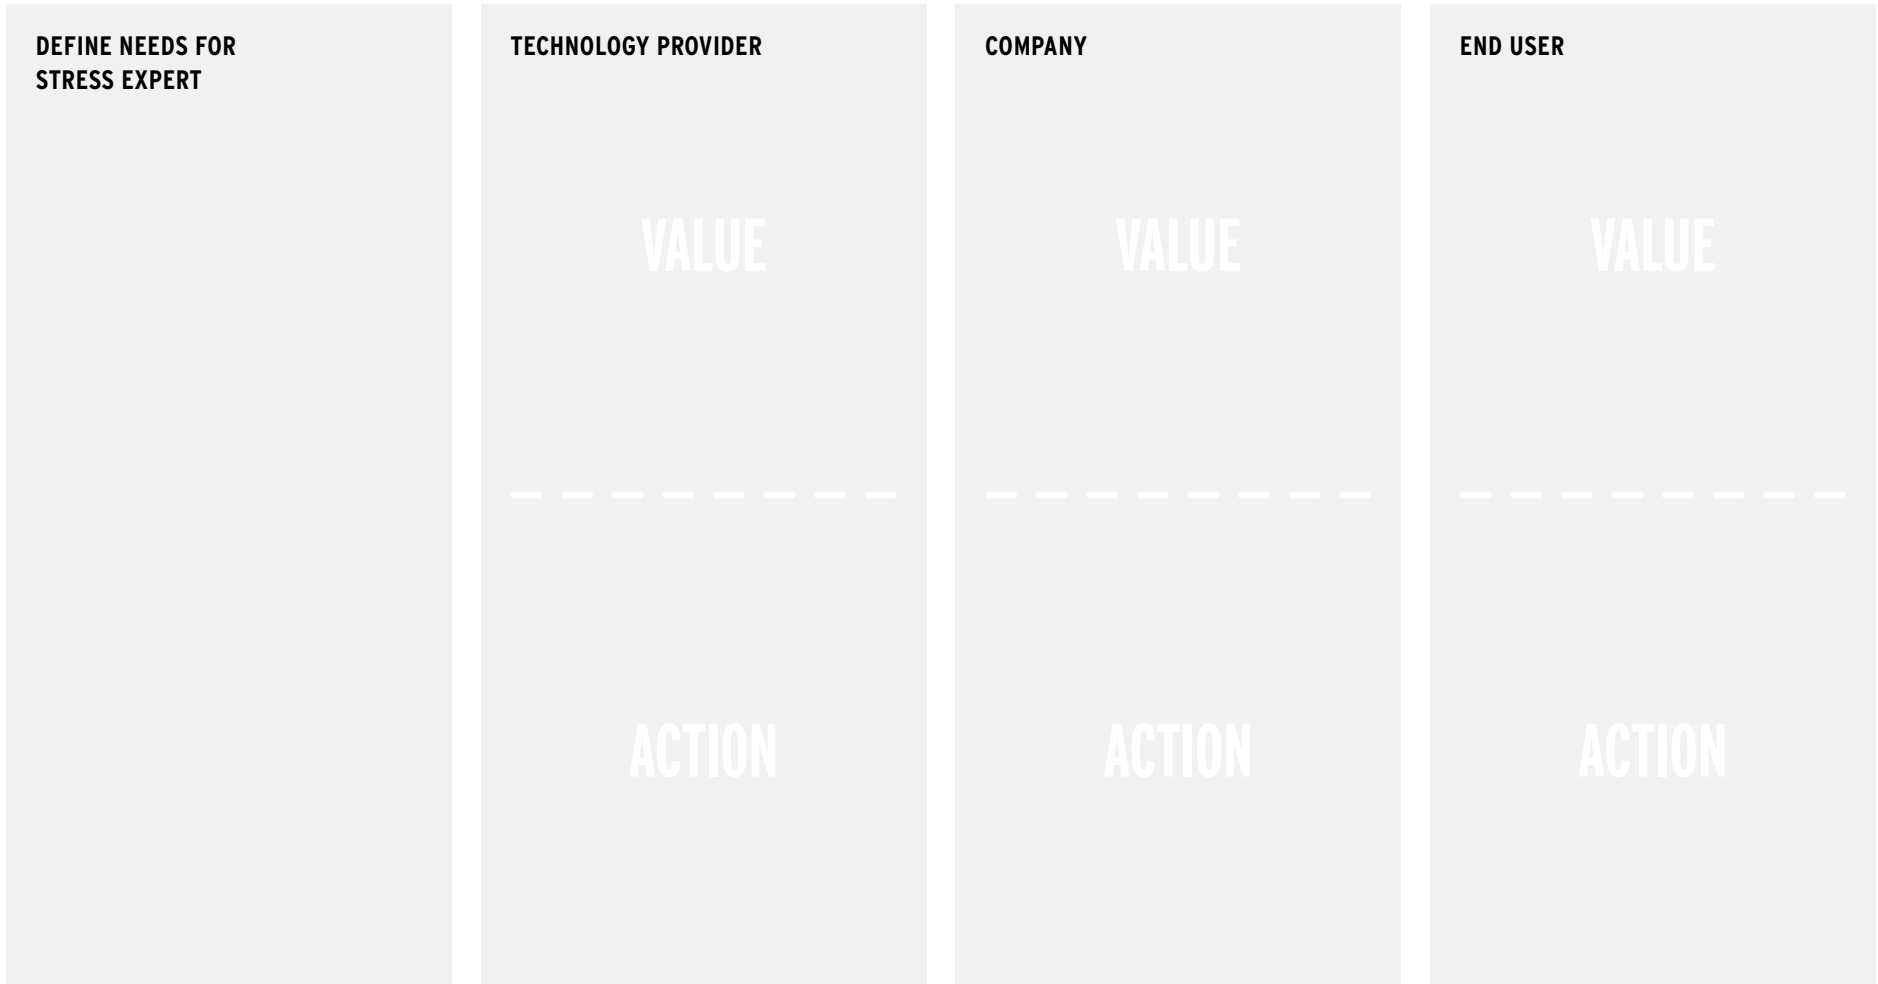 DEFINE NEEDS FOR
STRESS EXPERT
TECHNOLOGY PROVIDER
VALUE
ACTION
COMPANY
VALUE
ACTION
END USER
VALUE
ACTION